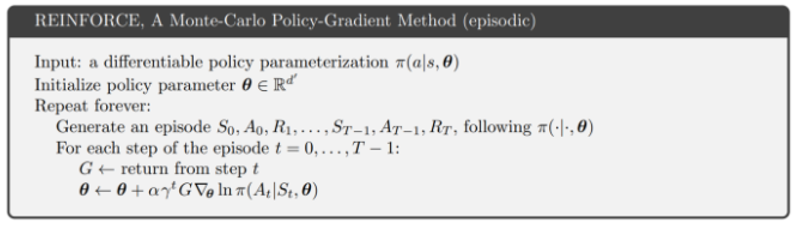 REINFORCE, A Monte-Carlo Policy-Gradient Method (episodic)
Input: a differentiable policy parameterization π(a|s, θ)
Initialize policy parameter θ ∈ ℝ^d′
Repeat forever:
Generate an episode S₀, A₀, R₁, . . . , S_T−1, A_T−1, R_T, following π(·|·, θ)
For each step of the episode t = 0, . . . , T − 1:
G ← return from step t
θ ← θ + αγ^t G∇_θ ln π(A_t|S_t, θ)